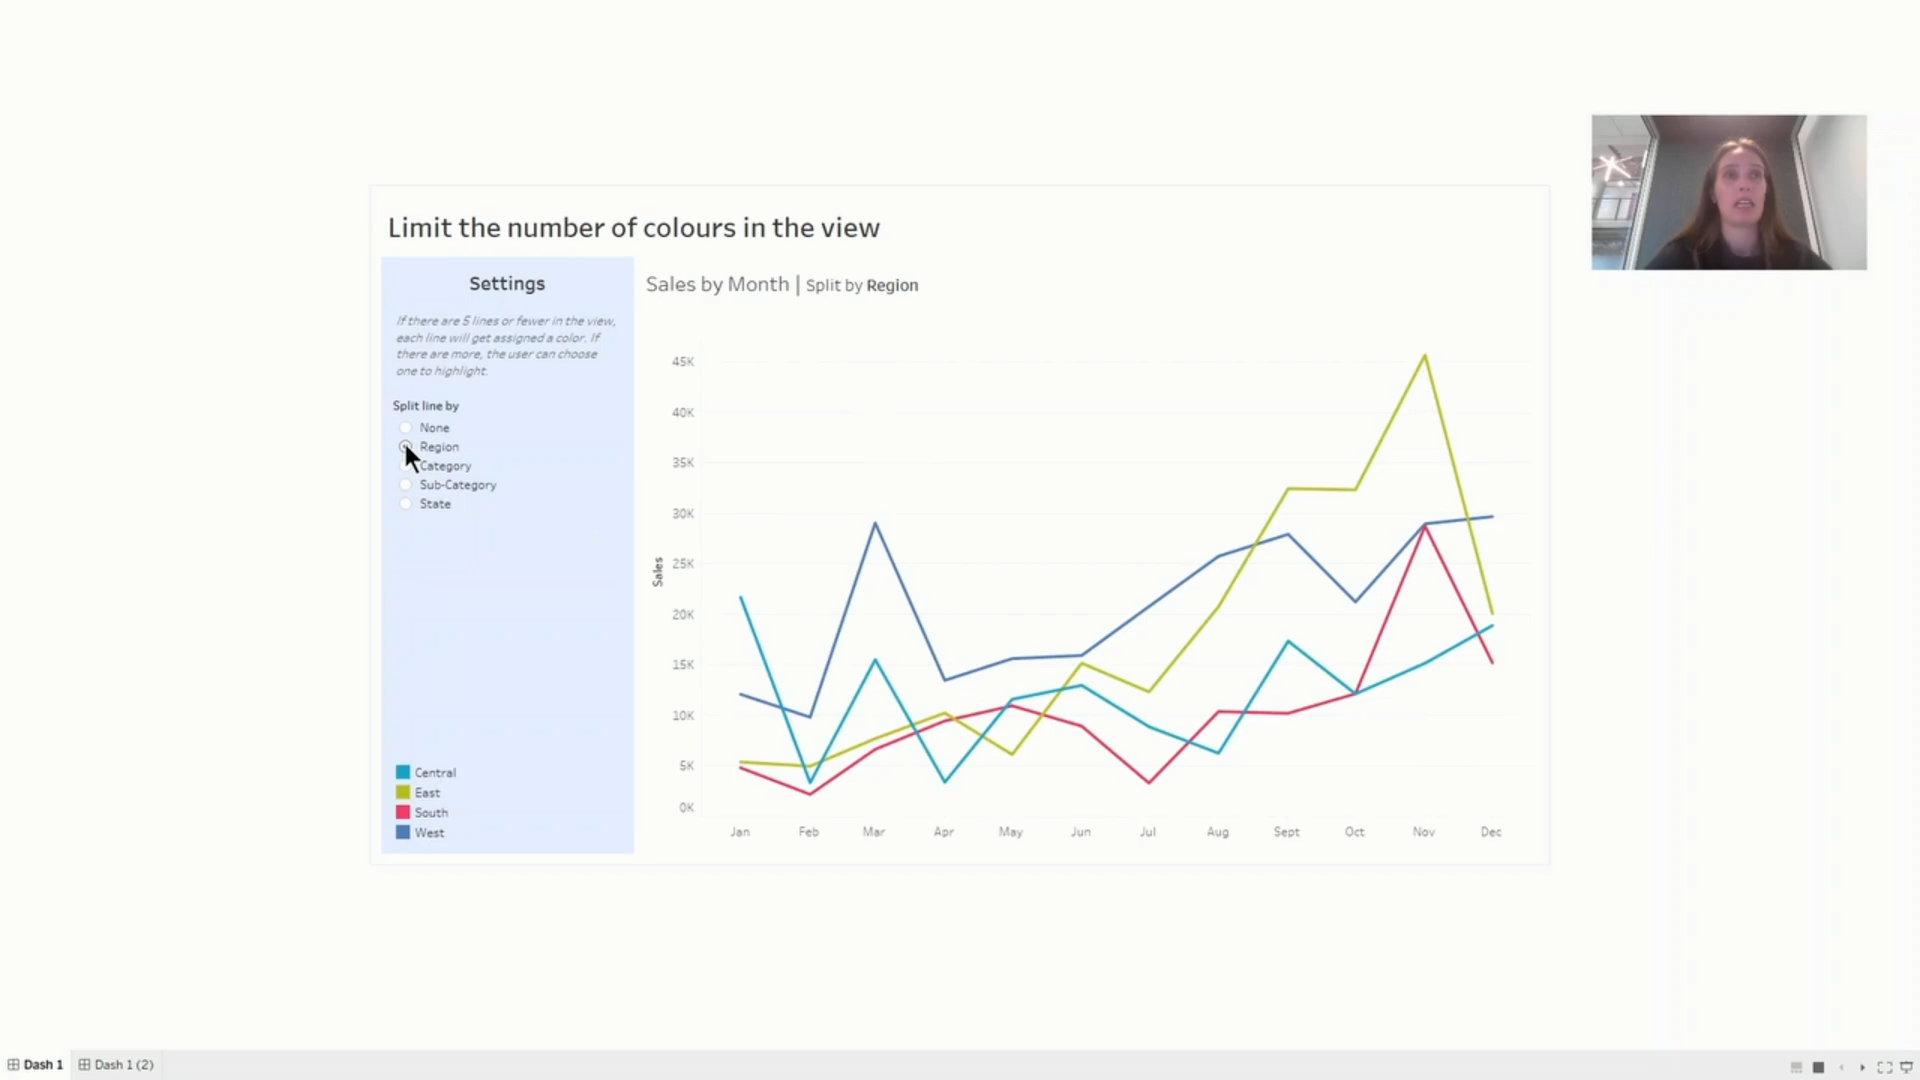 Limit the number of colours in the view
Settings
If there are 5 lines or fewer in the view,
each line will get assigned a color. If
there are more, the user can choose
one to highlight.
Split line by
None
Region
Category
Sub-Category
State
Central
East
South
West
Sales by Month | Split by Region
Sales
45K
40K
35K
30K
25K
20K
15K
10K
5K
0K
Jan Feb Mar Apr May Jun Jul Aug Sept Oct Nov Dec
Dash 1 Dash 1 (2)